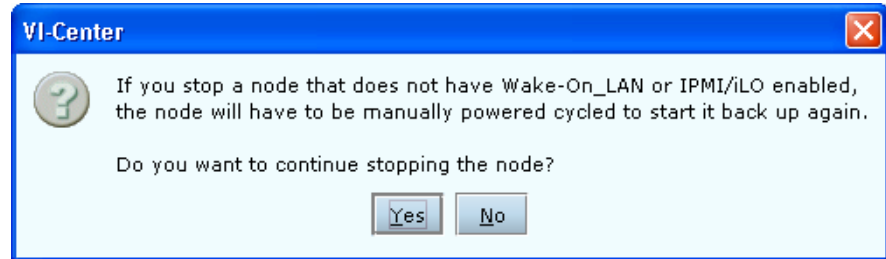 VI-Center
If you stop a node that does not have Wake-On_LAN or IPMI/iLO enabled,
the node will have to be manually powered cycled to start it back up again.
Do you want to continue stopping the node?
Yes No